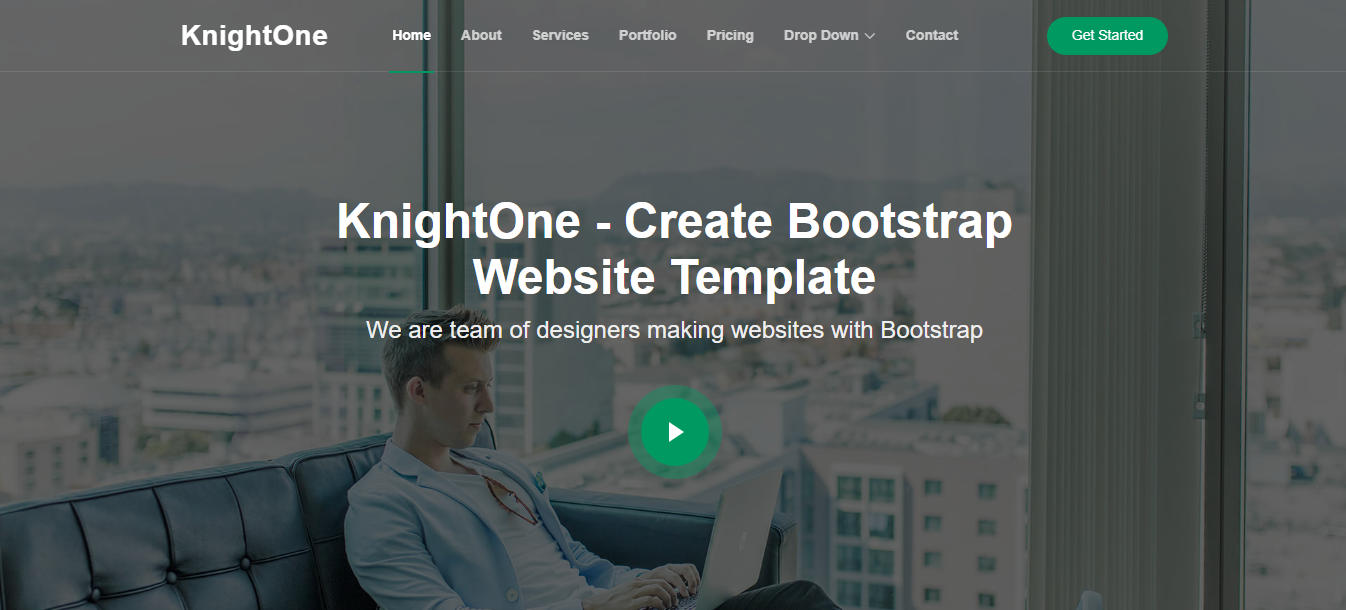 KnightOne
Home About Services Portfolio Pricing Drop Down Contact
Get Started
KnightOne - Create Bootstrap
Website Template
We are team of designers making websites with Bootstrap